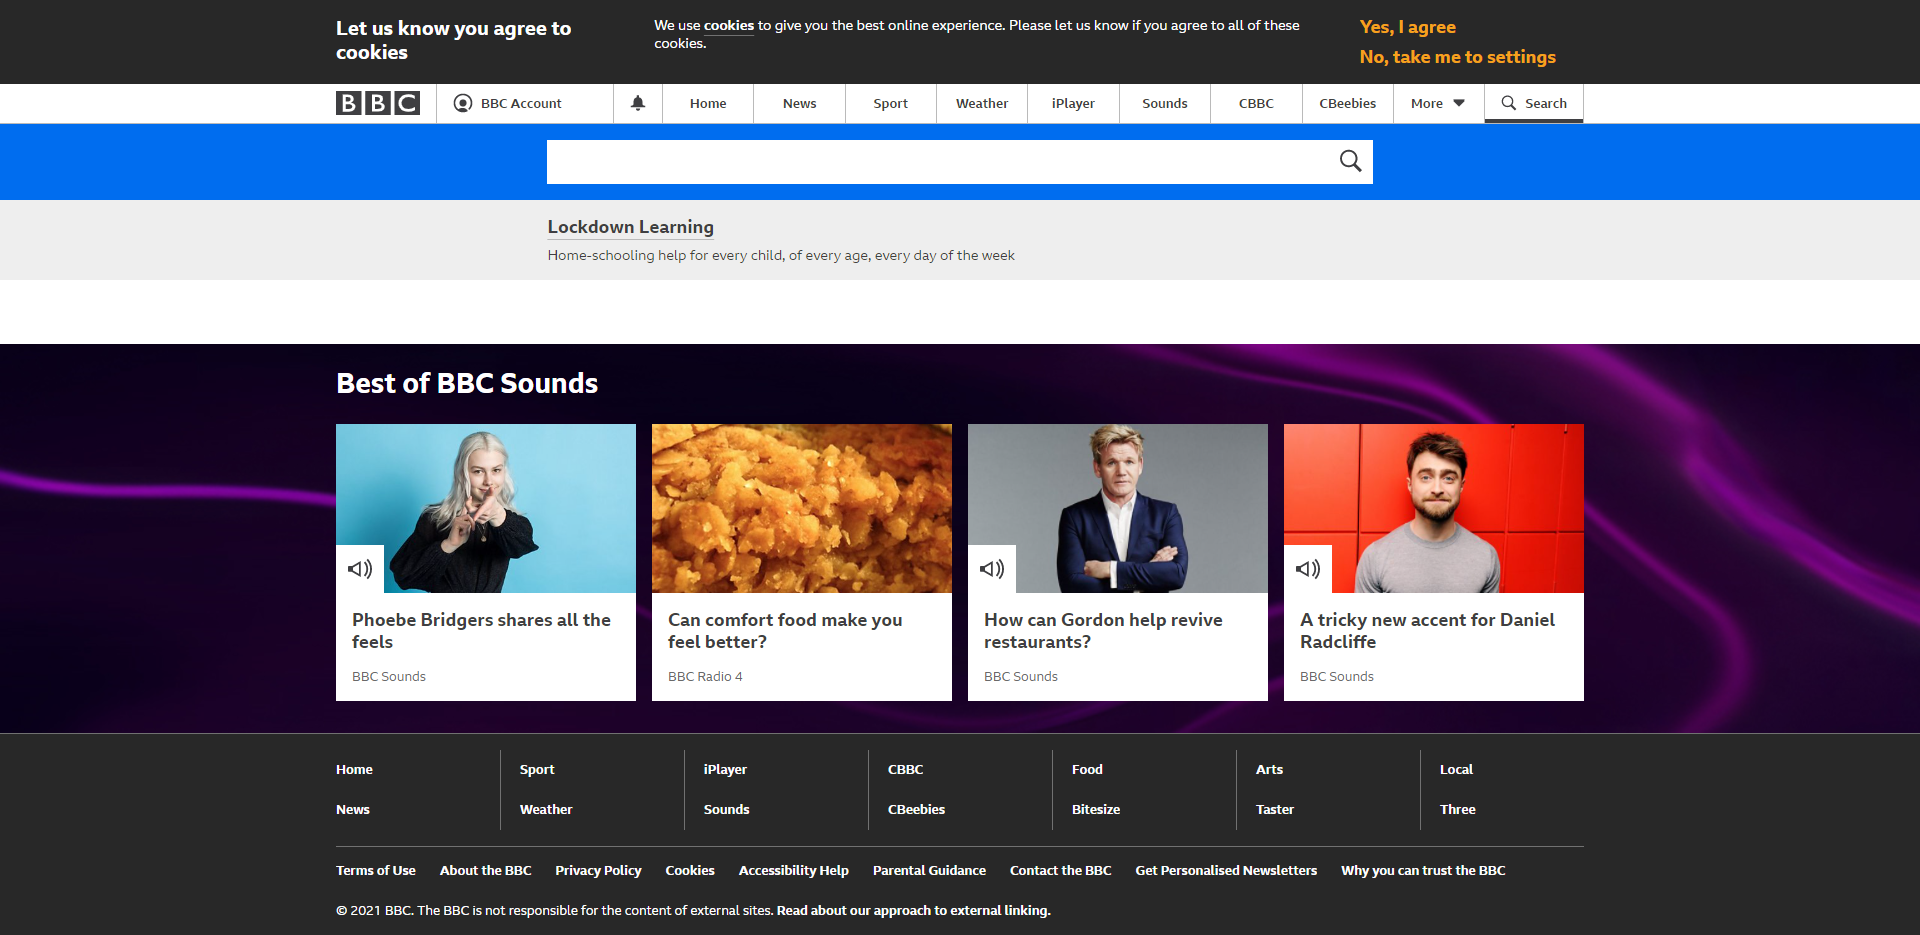 Let us know you agree to
cookies
We use cookies to give you the best online experience. Please let us know if you agree to all of these
cookies.
Yes, I agree
No, take me to settings
BBC
BBC Account
Home
News
Sport
Weather
iPlayer
Sounds
CBBC
CBeebies
More
Search
Lockdown Learning
Home-schooling help for every child, of every age, every day of the week
Best of BBC Sounds
Phoebe Bridgers shares all the
feels
BBC Sounds
Can comfort food make you
feel better?
BBC Radio 4
How can Gordon help revive
restaurants?
BBC Sounds
A tricky new accent for Daniel
Radcliffe
BBC Sounds
Home
Sport
iPlayer
CBBC
Food
Arts
Local
News
Weather
Sounds
CBeebies
Bitesize
Taster
Three
Terms of Use
About the BBC
Privacy Policy
Cookies
Accessibility Help
Parental Guidance
Contact the BBC
Get Personalised Newsletters
Why you can trust the BBC
© 2021 BBC. The BBC is not responsible for the content of external sites. Read about our approach to external linking.